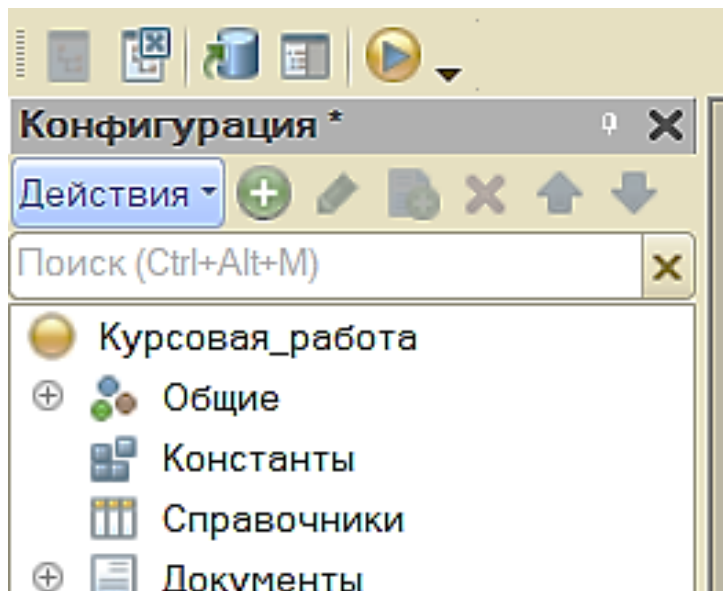 Конфигурация *
Действия
Поиск (Ctrl+Alt+M)
Курсовая_работа
Общие
Константы
Справочники
Документы